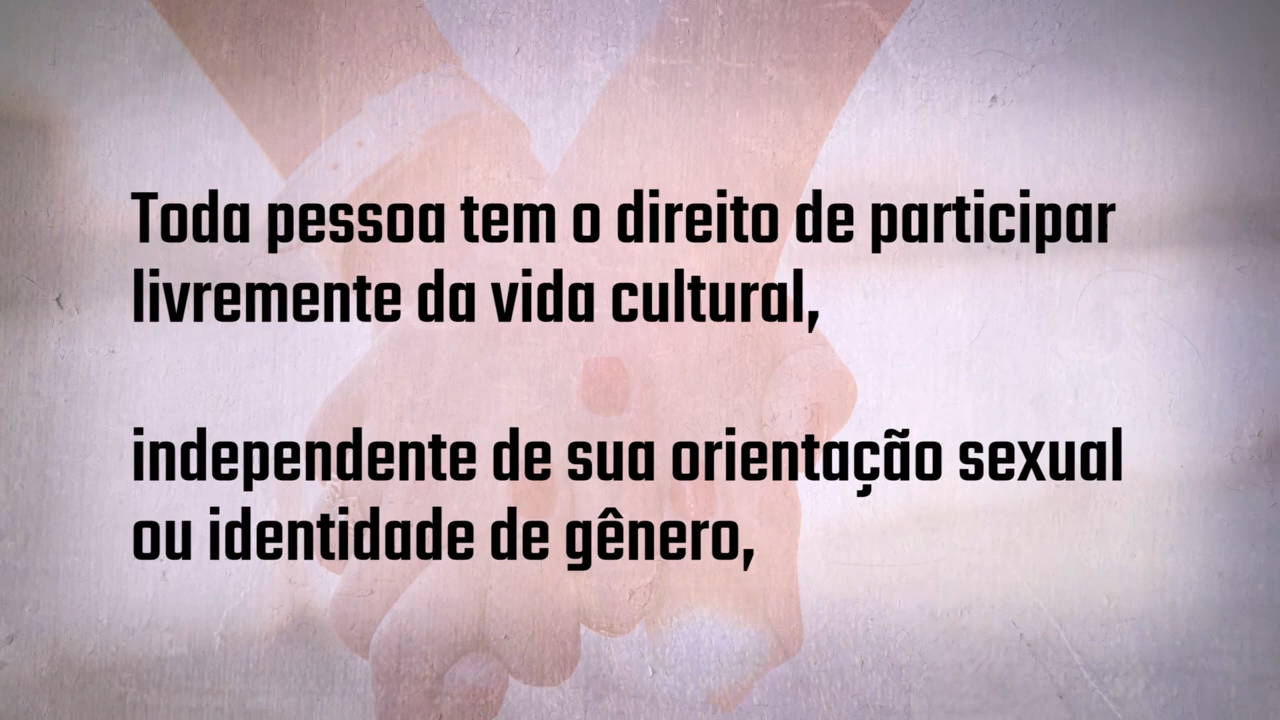 Toda pessoa tem o direito de participar
livremente da vida cultural,
independente de sua orientação sexual
ou identidade de gênero,